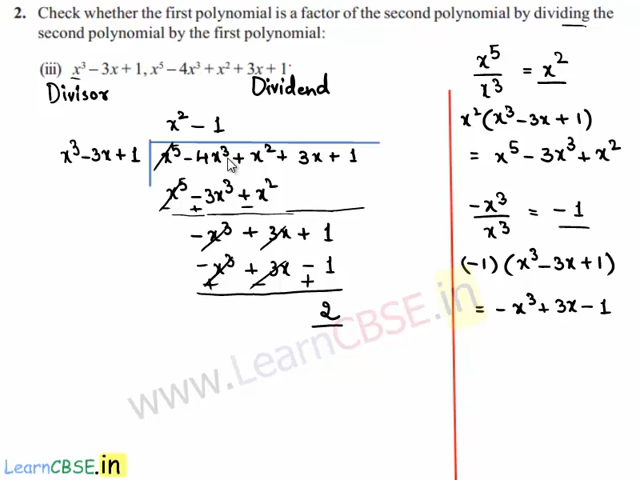 2. Check whether the first polynomial is a factor of the second polynomial by dividing the
second polynomial by the first polynomial:
(iii) x³ – 3x + 1, x⁵ – 4x³ + x² + 3x + 1
Divisor
Dividend
x² – 1
x³ – 3x + 1
x⁵ – 4x³ + x² + 3x + 1
x⁵ – 3x³ + x²
+ –
– x³ + 3x + 1
– x³ + 3x – 1
+ – +
2
x⁵/x³ = x²
x²(x³ – 3x + 1)
= x⁵ – 3x³ + x²
–x³/x³ = – 1
(–1) (x³ – 3x + 1)
= – x³ + 3x – 1
www.LearnCBSE.in
LearnCBSE.in